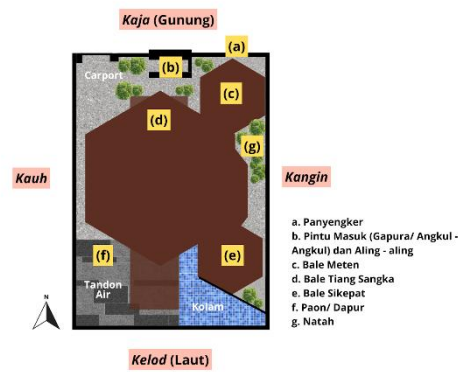 Kaja (Gunung)
(a)
(b)
Carport
(c)
(d)
(g)
Kauh
Kangin
a. Panyengker
b. Pintu Masuk (Gapura/ Angkul -
Angkul) dan Aling - aling
c. Bale Meten
d. Bale Tiang Sangka
e. Bale Sikepat
f. Paon/ Dapur
g. Natah
(f)
(e)
Tandon
Air
Kolam
N
Kelod (Laut)